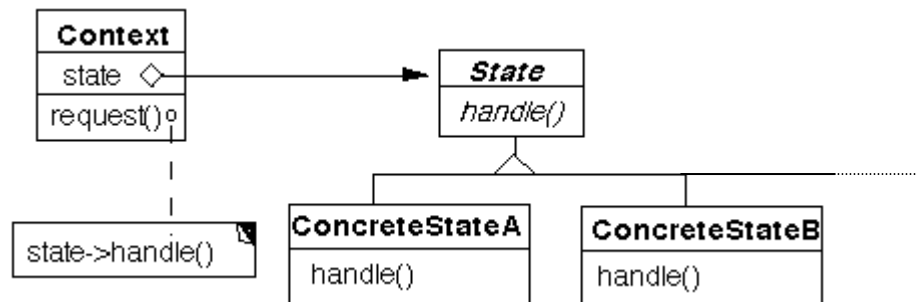 Context
state
request()
state->handle()
State
handle()
ConcreteStateA
handle()
ConcreteStateB
handle()